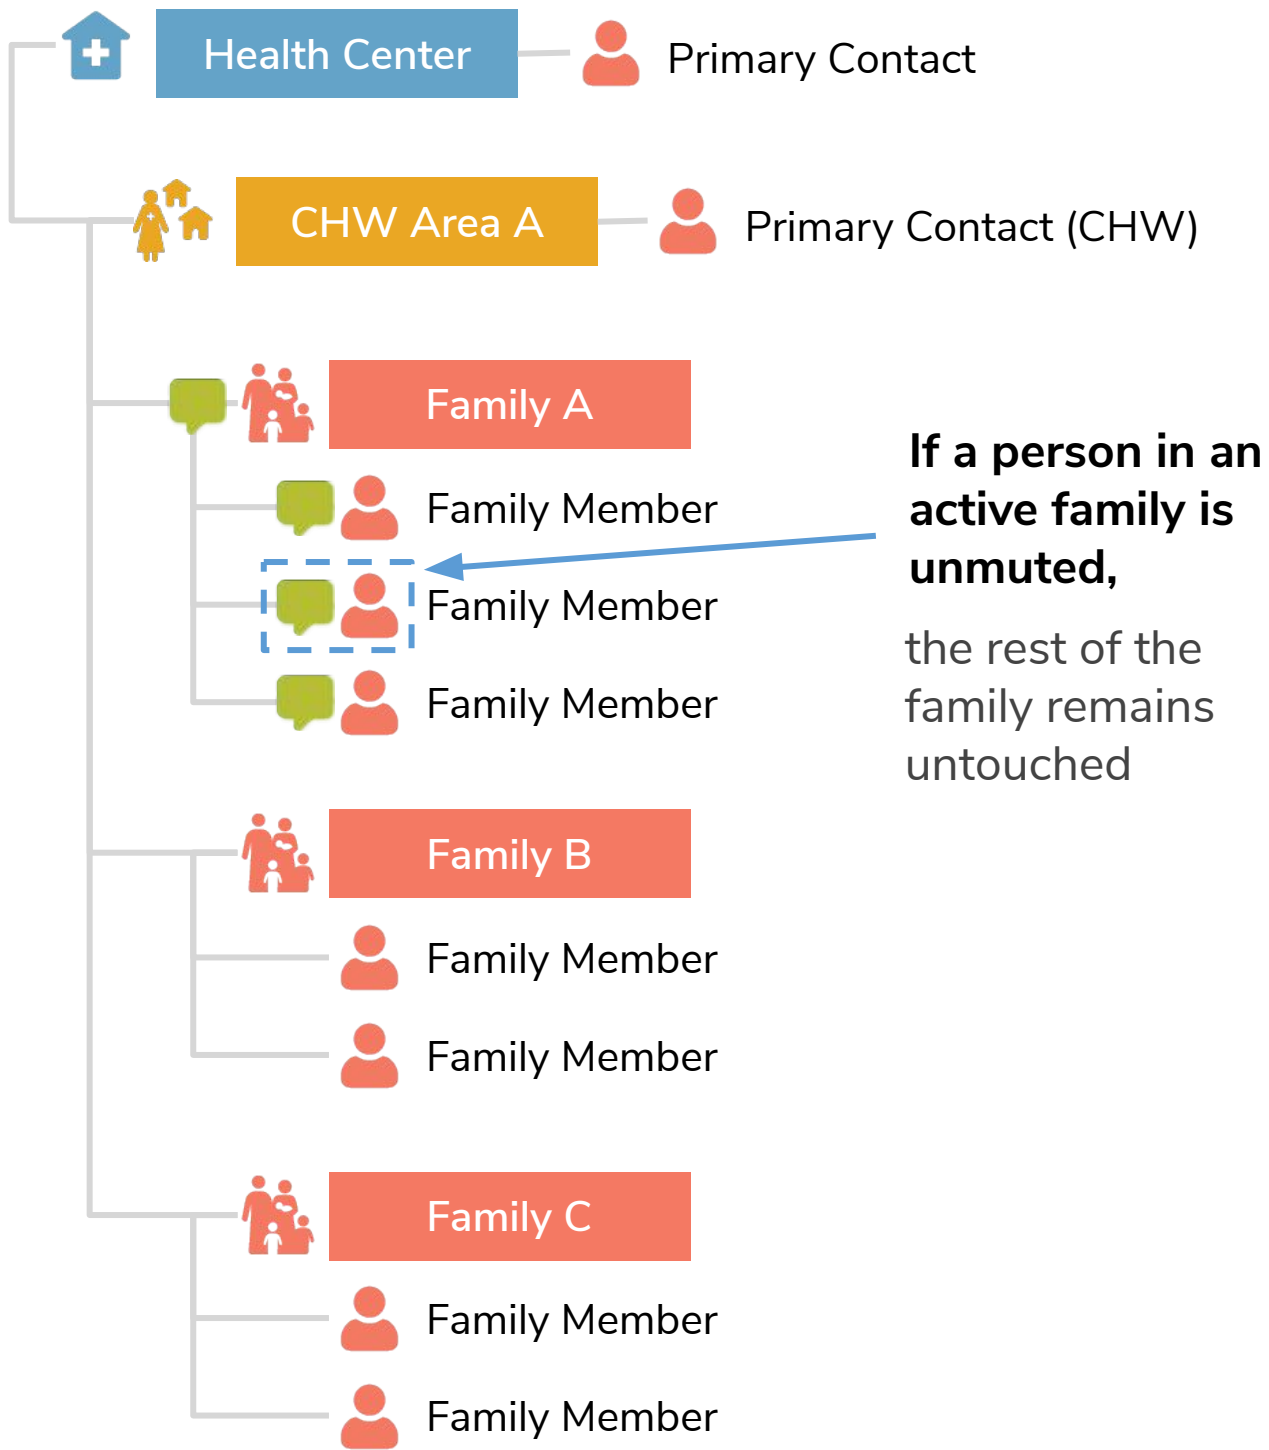 Health Center
Primary Contact
CHW Area A
Primary Contact (CHW)
Family A
Family Member
Family Member
Family Member
If a person in an
active family is
unmuted,
the rest of the
family remains
untouched
Family B
Family Member
Family Member
Family C
Family Member
Family Member